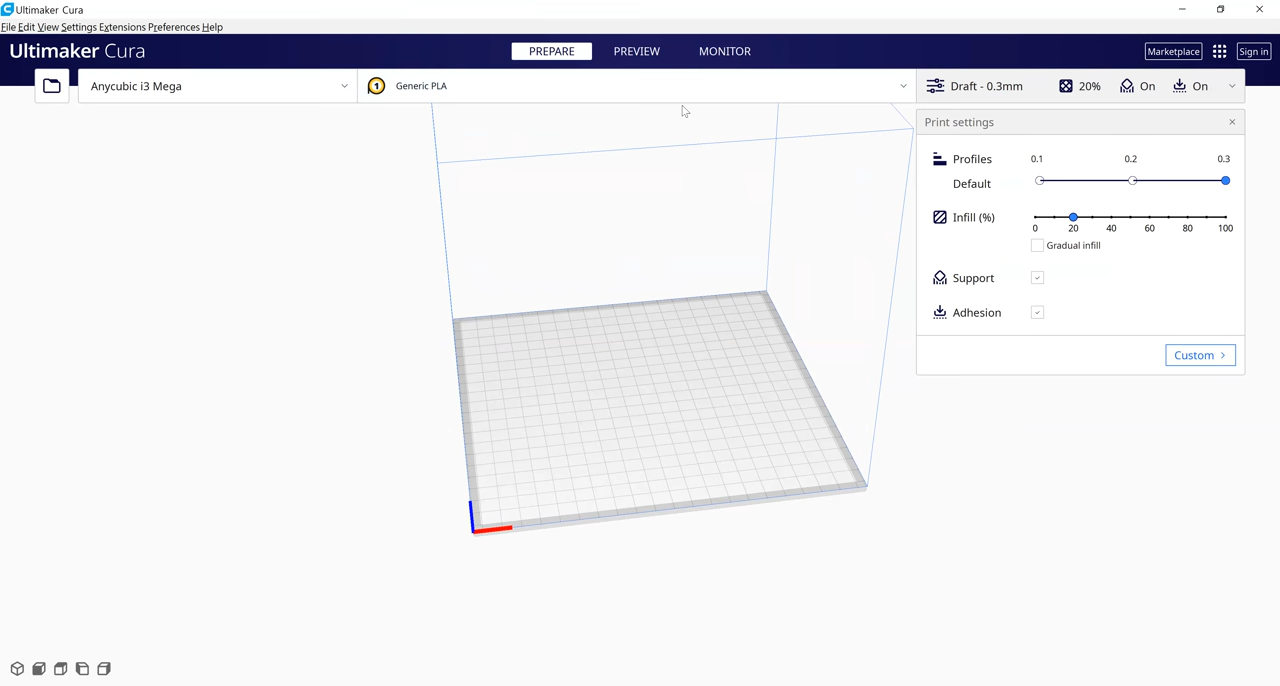 Ultimaker Cura
File Edit View Settings Extensions Preferences Help
Ultimaker Cura
PREPARE
PREVIEW
MONITOR
Marketplace
Sign in
Anycubic i3 Mega
1
Generic PLA
Draft - 0.3mm
20%
On
On
Print settings
Profiles
0.1 0.2 0.3
Default
Infill (%)
0 20 40 60 80 100
Gradual infill
Support
Adhesion
Custom